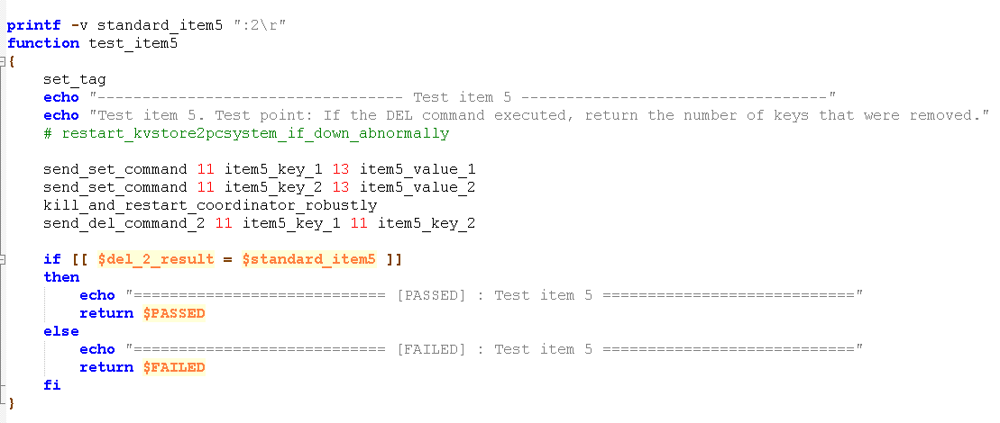 printf -v standard_item5 ":2\r"
function test_item5
{
    set_tag
    echo "---------------------------------- Test item 5 ----------------------------------"
    echo "Test item 5. Test point: If the DEL command executed, return the number of keys that were removed."
    # restart_kvstore2pcsystem_if_down_abnormally
    send_set_command 11 item5_key_1 13 item5_value_1
    send_set_command 11 item5_key_2 13 item5_value_2
    kill_and_restart_coordinator_robustly
    send_del_command_2 11 item5_key_1 11 item5_key_2
    if [[ $del_2_result = $standard_item5 ]]
    then
        echo "============================ [PASSED] : Test item 5 ============================"
        return $PASSED
    else
        echo "============================ [FAILED] : Test item 5 ============================"
        return $FAILED
    fi
}